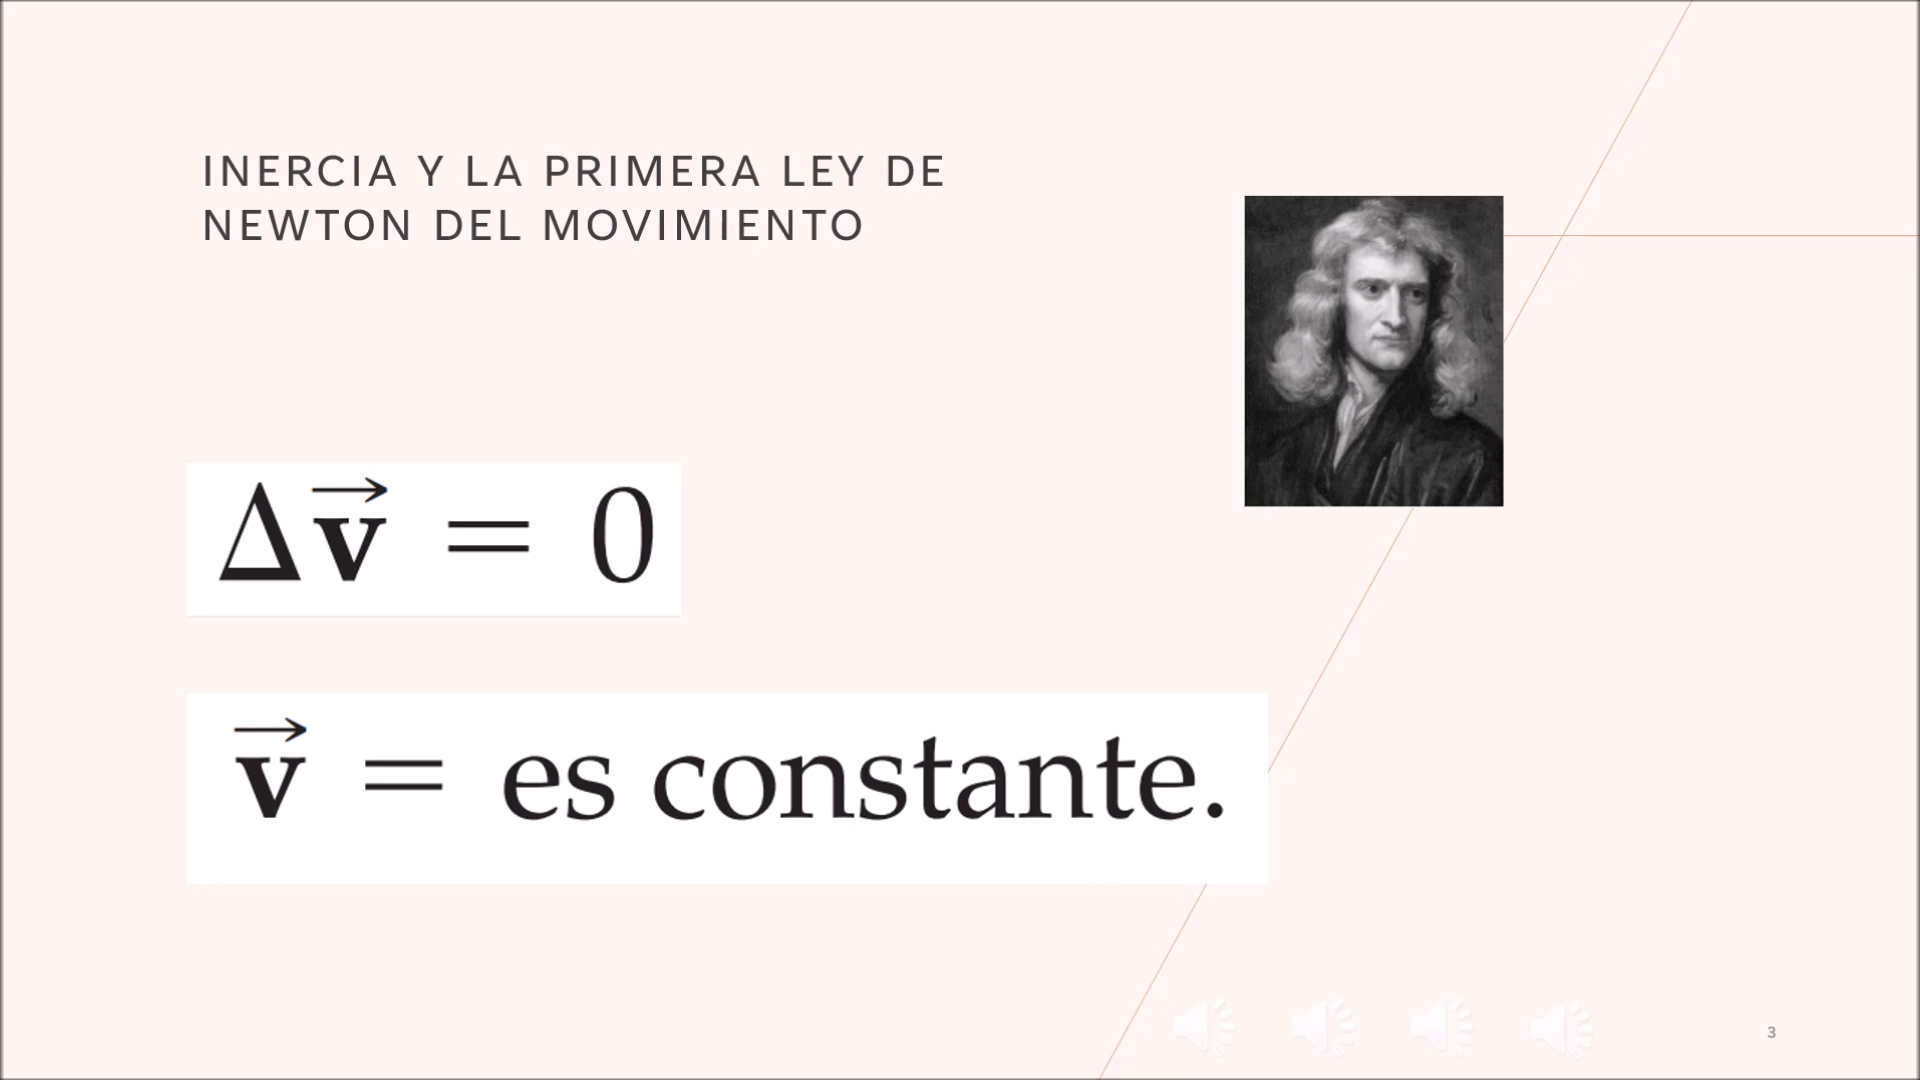 INERCIA Y LA PRIMERA LEY DE
NEWTON DEL MOVIMIENTO
Δv⃗ = 0
v⃗ = es constante.
3